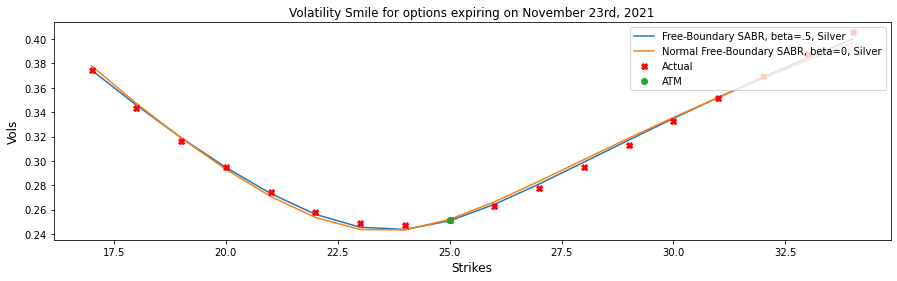 Volatility Smile for options expiring on November 23rd, 2021
Free-Boundary SABR, beta=.5, Silver
Normal Free-Boundary SABR, beta=0, Silver
Actual
ATM
Vols
0.40
0.38
0.36
0.34
0.32
0.30
0.28
0.26
0.24
17.5
20.0
22.5
25.0
27.5
30.0
32.5
Strikes